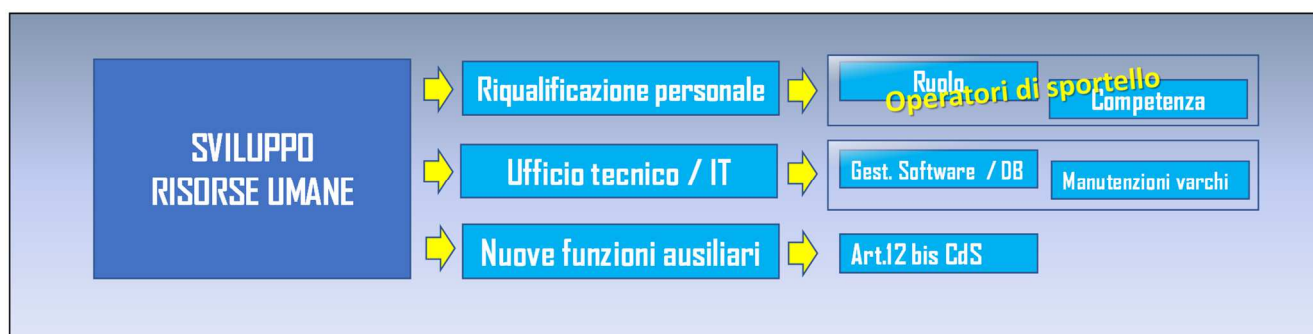 SVILUPPO
RISORSE UMANE
Riqualificazione personale
Ruolo
Operatori di sportello
Competenza
Ufficio tecnico / IT
Gest. Software / DB
Manutenzioni varchi
Nuove funzioni ausiliari
Art.12 bis CdS